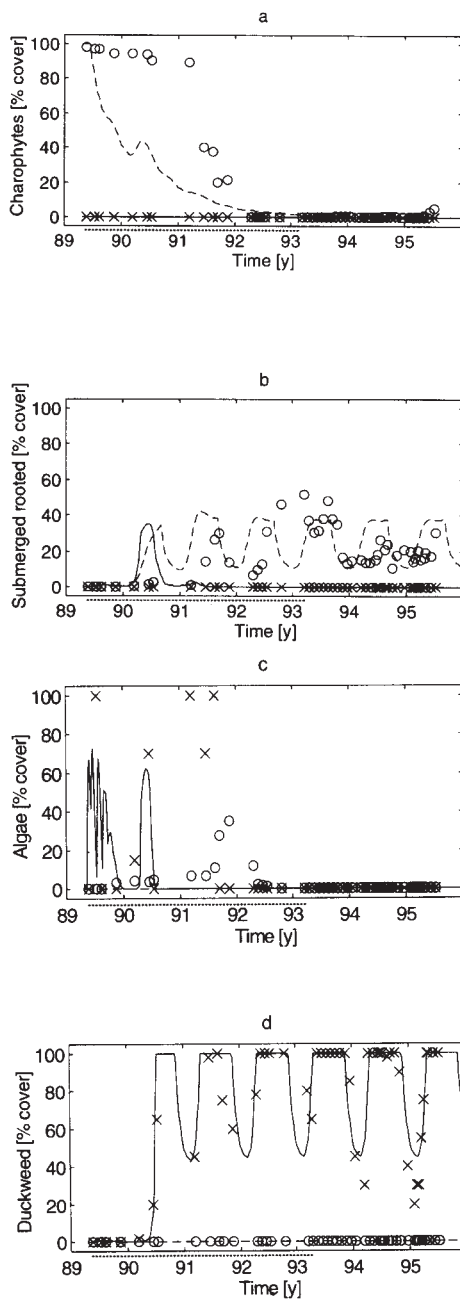 a
Charophytes [% cover]
100
80
60
40
20
0
89 90 91 92 93 94 95
Time [y]
b
Submerged rooted [% cover]
100
80
60
40
20
0
89 90 91 92 93 94 95
Time [y]
c
Algae [% cover]
100
80
60
40
20
0
89 90 91 92 93 94 95
Time [y]
d
Duckweed [% cover]
100
80
60
40
20
0
89 90 91 92 93 94 95
Time [y]